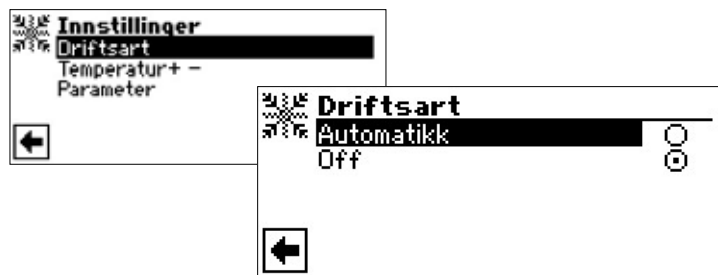 Innstillinger
Driftsart
Temperatur+ -
Parameter
Driftsart
Automatikk
Off